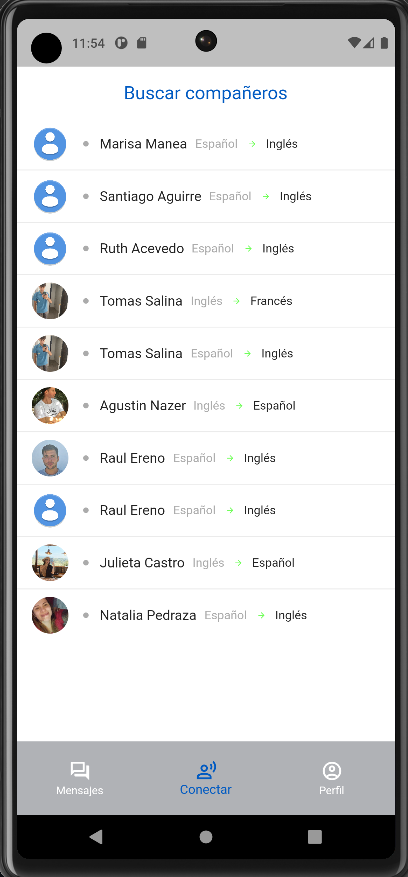 11:54
Buscar compañeros
Marisa Manea Español → Inglés
Santiago Aguirre Español → Inglés
Ruth Acevedo Español → Inglés
Tomas Salina Inglés → Francés
Tomas Salina Español → Inglés
Agustin Nazer Inglés → Español
Raul Ereno Español → Inglés
Raul Ereno Español → Inglés
Julieta Castro Inglés → Español
Natalia Pedraza Español → Inglés
Mensajes Conectar Perfil